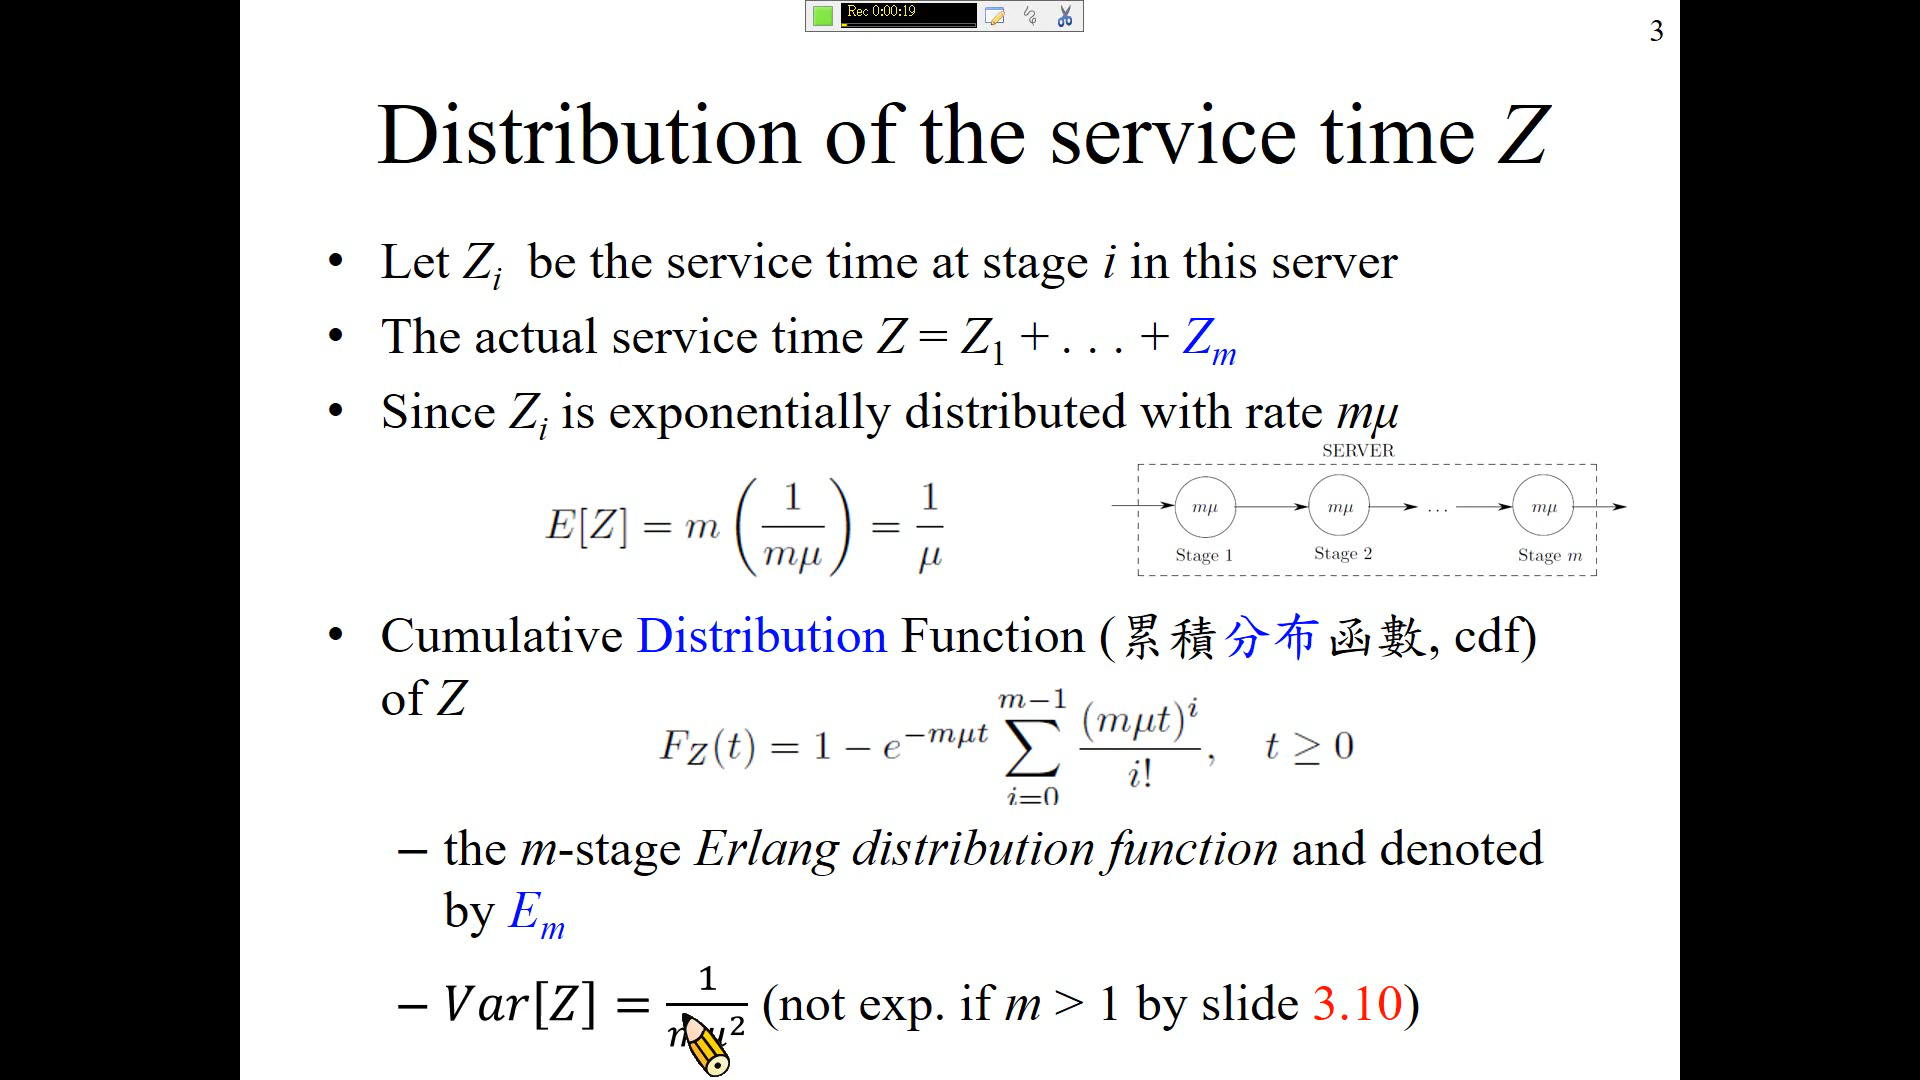 Rec 0:00:19
3
Distribution of the service time Z
• Let Z_i be the service time at stage i in this server
• The actual service time Z = Z_1 + . . . + Z_m
• Since Z_i is exponentially distributed with rate mμ
SERVER
E[Z] = m (1/(mμ)) = 1/μ
mμ mμ ... mμ
Stage 1 Stage 2 Stage m
• Cumulative Distribution Function (累積分布函數, cdf)
of Z
F_Z(t) = 1 − e^{−mμt} ∑_{i=0}^{m−1} (mμt)^i / i! , t ≥ 0
– the m-stage Erlang distribution function and denoted
by E_m
– Var[Z] = 1/(mμ²) (not exp. if m > 1 by slide 3.10)